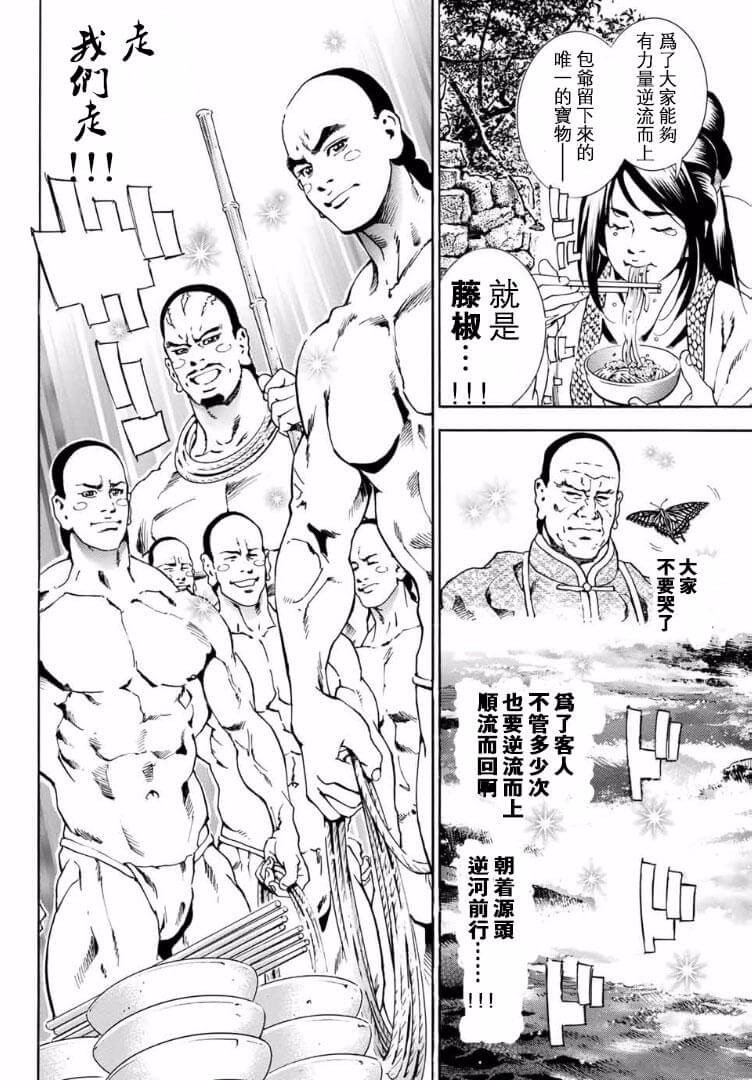 爲了大家能夠
有力量逆流而上
包爺留下來的
唯一的寶物—
就是
藤椒…
!!!
大家
不要哭了
爲了客人
不管多少次
也要逆流而上
順流而回啊
朝着源頭
逆河前行……
!!!
走
我們走!!!
ドドド